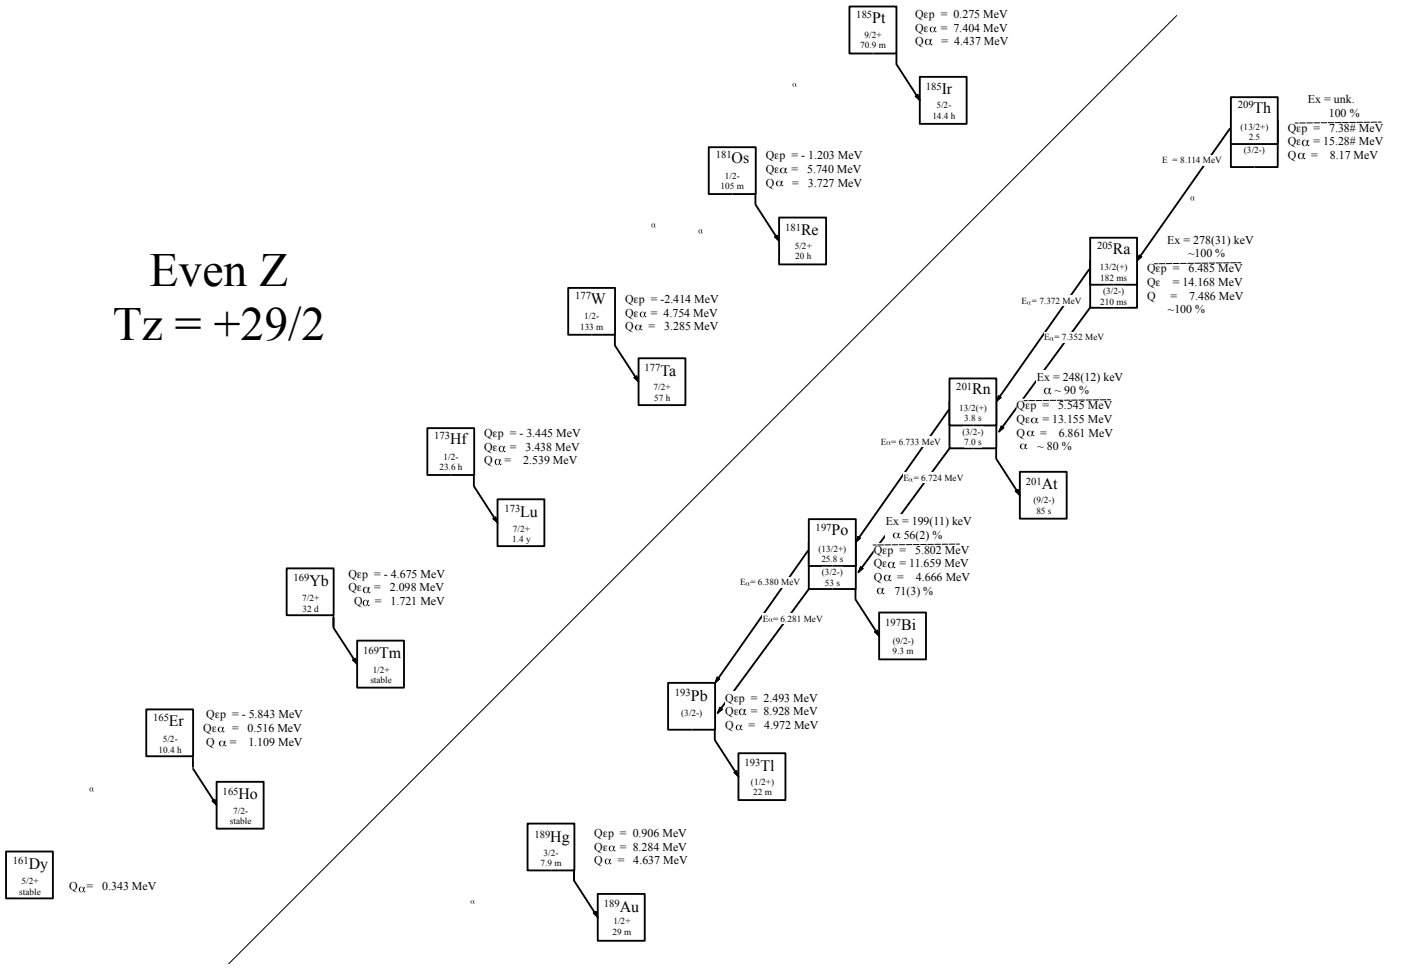 Even Z
Tz = +29/2
185Pt
9/2+
70.9 m
Qεp = 0.275 MeV
Qεα = 7.404 MeV
Qα = 4.437 MeV
185Ir
5/2-
14.4 h
α
209Th
(13/2+)
2.5
(3/2-)
Ex = unk.
100 %
Qεp = 7.38# MeV
Qεα = 15.28# MeV
Qα = 8.17 MeV
E = 8.114 MeV
α
181Os
1/2-
105 m
Qεp = - 1.203 MeV
Qεα = 5.740 MeV
Qα = 3.727 MeV
181Re
5/2+
20 h
α
α
205Ra
13/2(+)
182 ms
(3/2-)
210 ms
Ex = 278(31) keV
~100 %
Qεp = 6.485 MeV
Qε = 14.168 MeV
Q = 7.486 MeV
~100 %
Eα= 7.372 MeV
Eα= 7.352 MeV
177W
1/2-
133 m
Qεp = -2.414 MeV
Qεα = 4.754 MeV
Qα = 3.285 MeV
177Ta
7/2+
57 h
201Rn
13/2(+)
3.8 s
(3/2-)
7.0 s
Ex = 248(12) keV
α ~ 90 %
Qεp = 5.545 MeV
Qεα = 13.155 MeV
Qα = 6.861 MeV
α ~ 80 %
Eα= 6.733 MeV
Eα= 6.724 MeV
201At
(9/2-)
85 s
173Hf
1/2-
23.6 h
Qεp = - 3.445 MeV
Qεα = 3.438 MeV
Qα = 2.539 MeV
173Lu
7/2+
1.4 y
197Po
(13/2+)
25.8 s
(3/2-)
53 s
Ex = 199(11) keV
α 56(2) %
Qεp = 5.802 MeV
Qεα = 11.659 MeV
Qα = 4.666 MeV
α 71(3) %
Eα= 6.380 MeV
Eα= 6.281 MeV
197Bi
(9/2-)
9.3 m
169Yb
7/2+
32 d
Qεp = - 4.675 MeV
Qεα = 2.098 MeV
Qα = 1.721 MeV
169Tm
1/2+
stable
193Pb
(3/2-)
Qεp = 2.493 MeV
Qεα = 8.928 MeV
Qα = 4.972 MeV
193Tl
(1/2+)
22 m
165Er
5/2-
10.4 h
Qεp = - 5.843 MeV
Qεα = 0.516 MeV
Q α = 1.109 MeV
165Ho
7/2-
stable
α
161Dy
5/2+
stable
Qα= 0.343 MeV
189Hg
3/2-
7.9 m
Qεp = 0.906 MeV
Qεα = 8.284 MeV
Qα = 4.637 MeV
189Au
1/2+
29 m
α